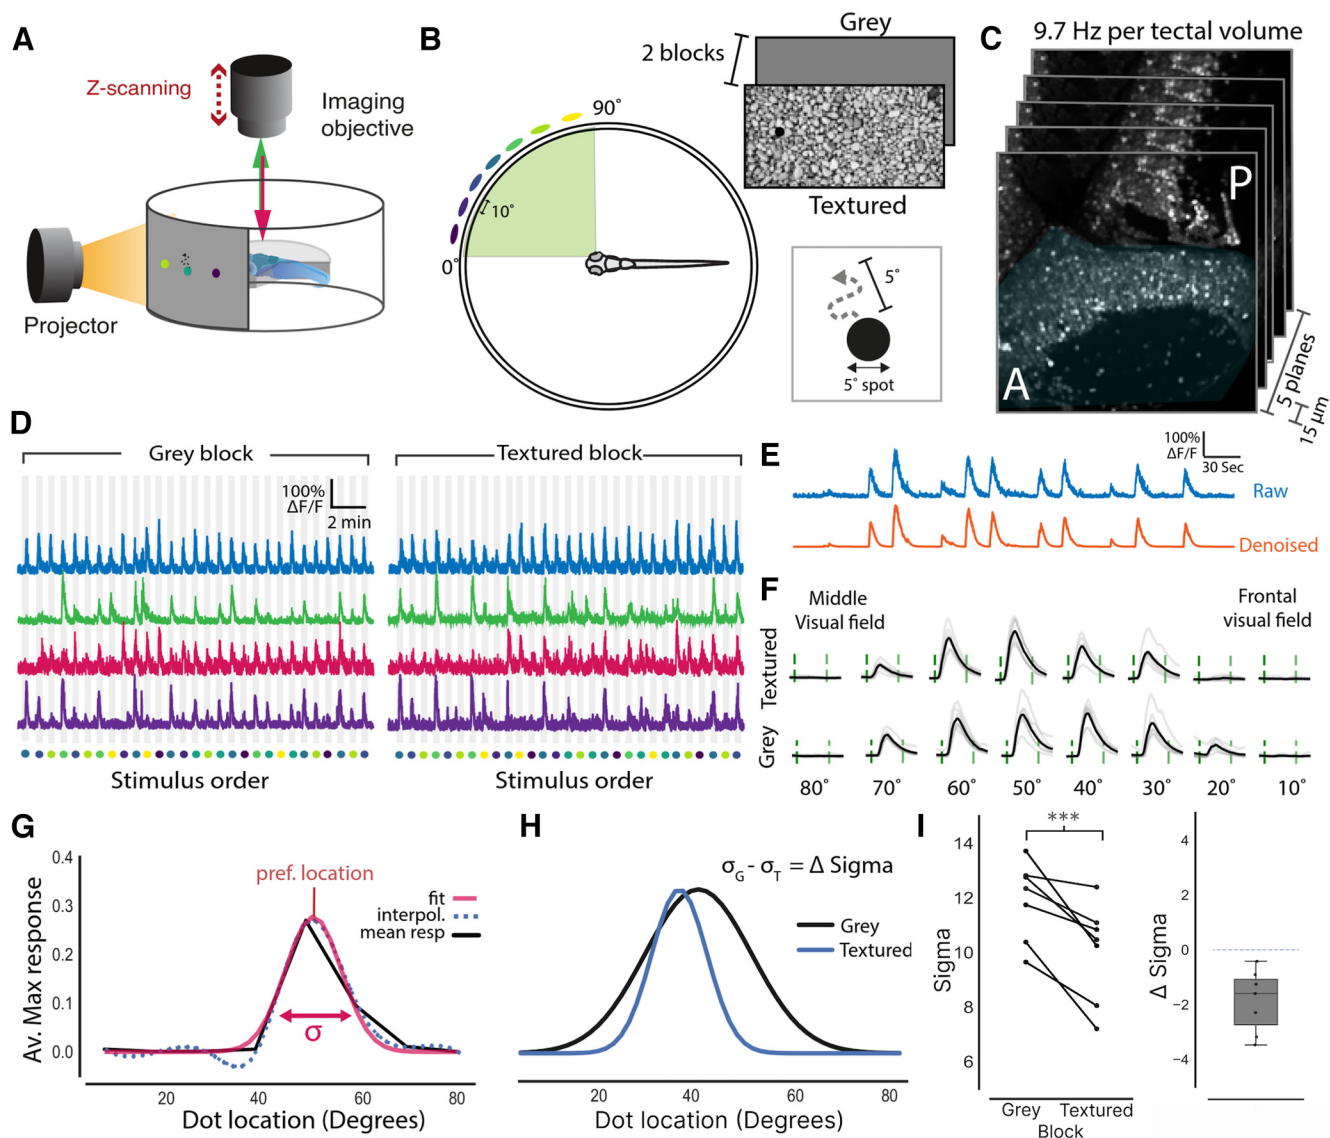 A
Z-scanning
Imaging
objective
Projector
B
Grey
2 blocks
90°
10°
0°
Textured
5°
5° spot
C
9.7 Hz per tectal volume
P
A
5 planes
15 µm
D
Grey block
Textured block
100%
ΔF/F
2 min
Stimulus order
Stimulus order
E
100%
ΔF/F
30 Sec
Raw
Denoised
F
Middle
Visual field
Frontal
visual field
Textured
Grey
80° 70° 60° 50° 40° 30° 20° 10°
G
Av. Max response
0.4
0.3
0.2
0.1
0.0
pref. location
fit
interpol.
mean resp
σ
20 40 60 80
Dot location (Degrees)
H
σG - σT = Δ Sigma
Grey
Textured
20 40 60 80
Dot location (Degrees)
I
***
Sigma
14
12
10
8
6
Grey Textured
Block
Δ Sigma
4
2
0
−2
−4